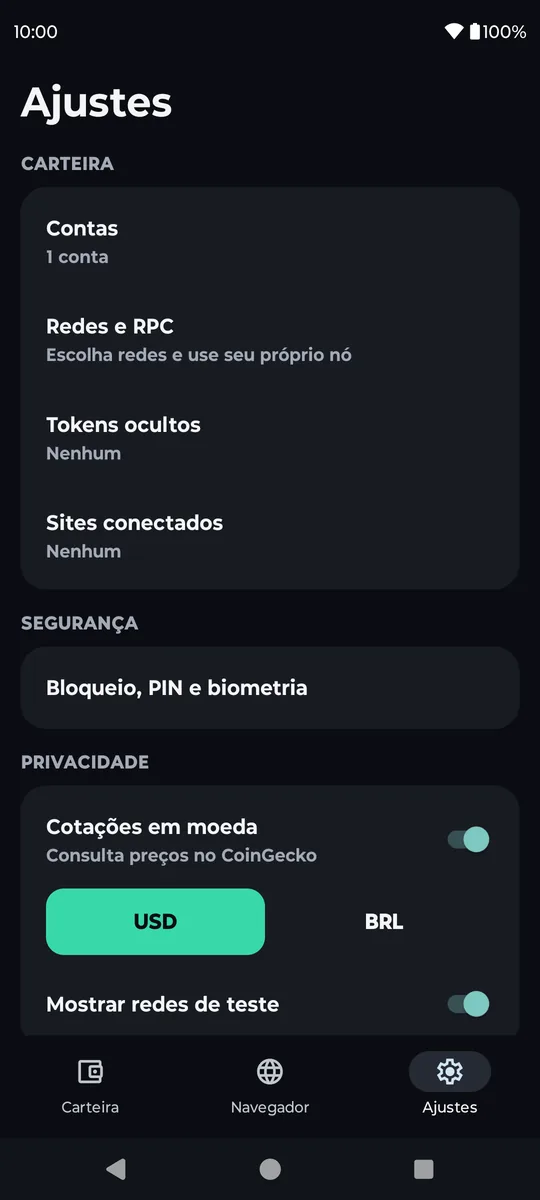 10:00
100%
Ajustes
CARTEIRA
Contas
1 conta
Redes e RPC
Escolha redes e use seu próprio nó
Tokens ocultos
Nenhum
Sites conectados
Nenhum
SEGURANÇA
Bloqueio, PIN e biometria
PRIVACIDADE
Cotações em moeda
Consulta preços no CoinGecko
USD
BRL
Mostrar redes de teste
Carteira
Navegador
Ajustes